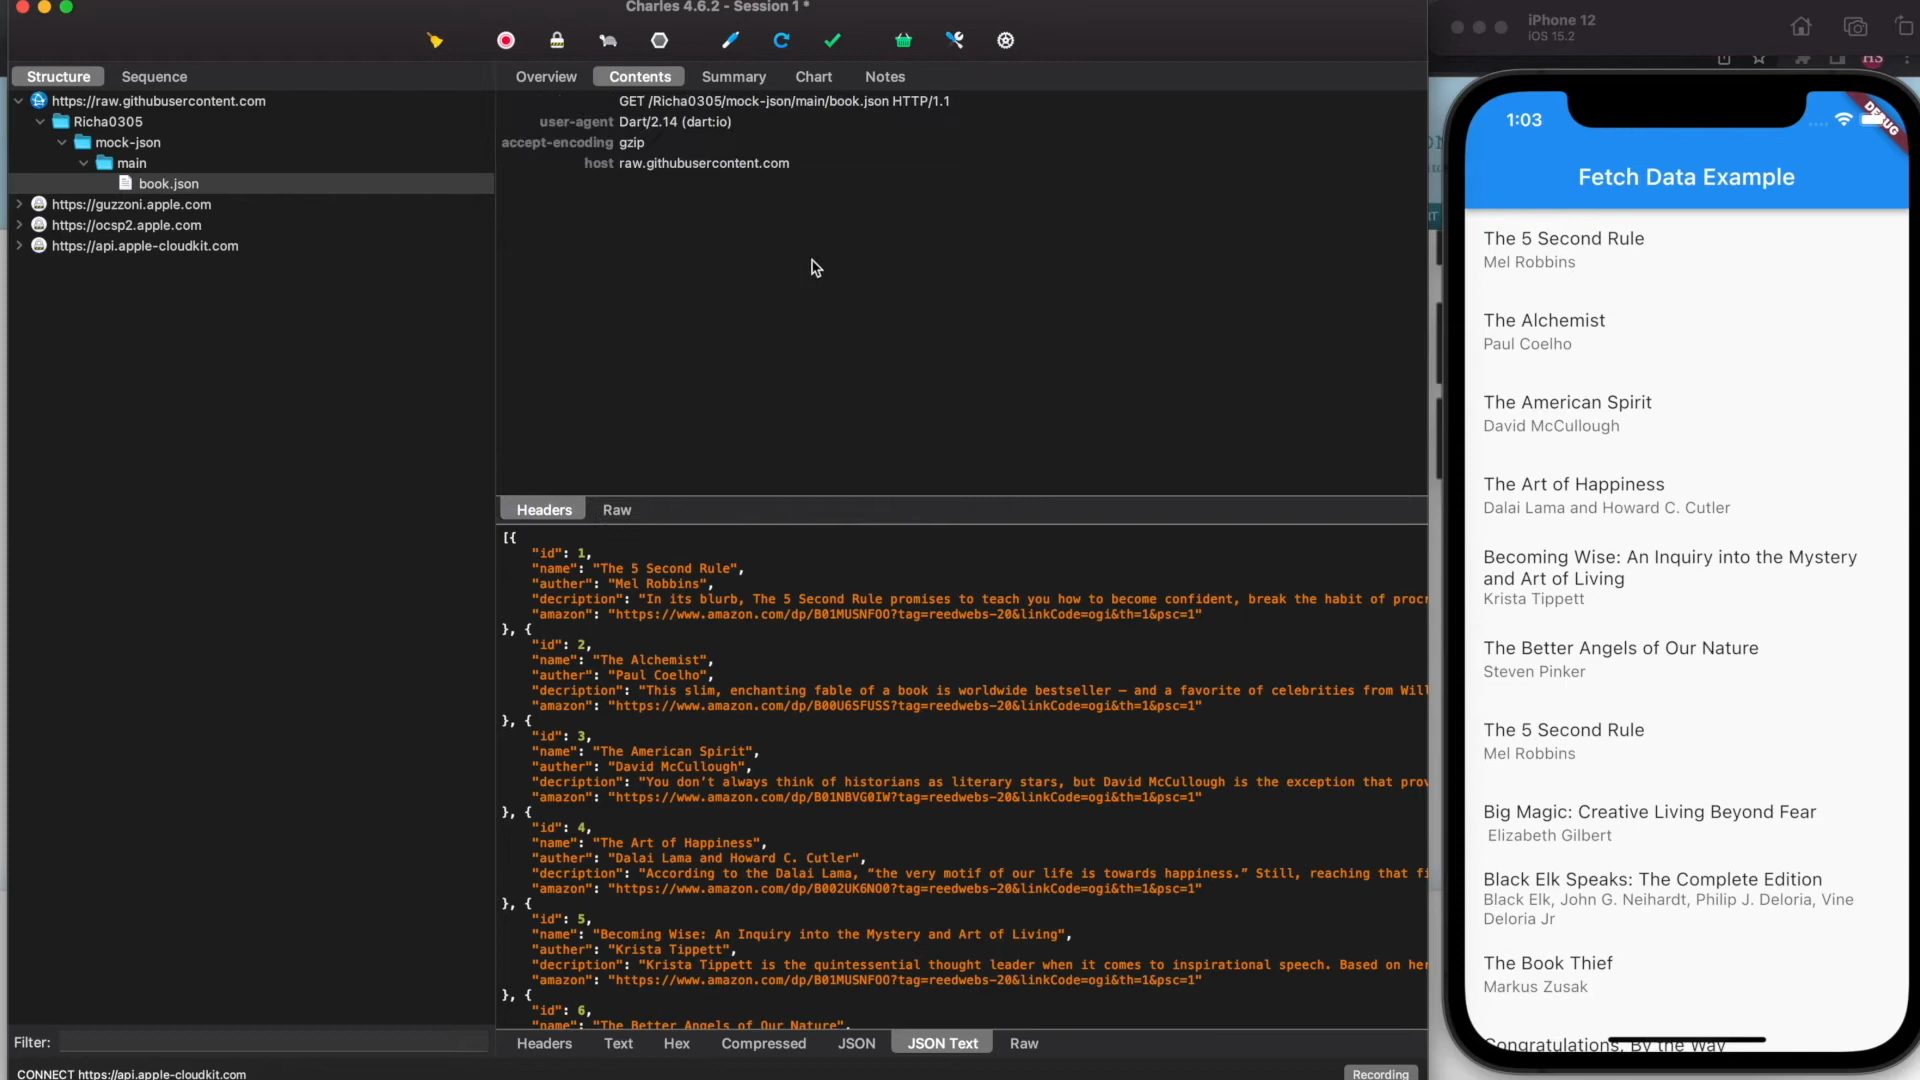 Charles 4.6.2 - Session 1 *
Structure
Sequence
https://raw.githubusercontent.com
Richa0305
mock-json
main
book.json
https://guzzoni.apple.com
https://ocsp2.apple.com
https://api.apple-cloudkit.com
Filter:
CONNECT https://api.apple-cloudkit.com
Overview
Contents
Summary
Chart
Notes
GET /Richa0305/mock-json/main/book.json HTTP/1.1
user-agent Dart/2.14 (dart:io)
accept-encoding gzip
host raw.githubusercontent.com
Headers
Raw
[{
"id": 1,
"name": "The 5 Second Rule",
"auther": "Mel Robbins",
"decription": "In its blurb, The 5 Second Rule promises to teach you how to become confident, break the habit of procr
"amazon": "https://www.amazon.com/dp/B01MUSNFOO?tag=reedwebs-20&linkCode=ogi&th=1&psc=1"
}, {
"id": 2,
"name": "The Alchemist",
"auther": "Paul Coelho",
"decription": "This slim, enchanting fable of a book is worldwide bestseller — and a favorite of celebrities from Will
"amazon": "https://www.amazon.com/dp/B00U6SFUSS?tag=reedwebs-20&linkCode=ogi&th=1&psc=1"
}, {
"id": 3,
"name": "The American Spirit",
"auther": "David McCullough",
"decription": "You don’t always think of historians as literary stars, but David McCullough is the exception that prov
"amazon": "https://www.amazon.com/dp/B01NBVG0IW?tag=reedwebs-20&linkCode=ogi&th=1&psc=1"
}, {
"id": 4,
"name": "The Art of Happiness",
"auther": "Dalai Lama and Howard C. Cutler",
"decription": "According to the Dalai Lama, “the very motif of our life is towards happiness.” Still, reaching that fi
"amazon": "https://www.amazon.com/dp/B002UK6NO0?tag=reedwebs-20&linkCode=ogi&th=1&psc=1"
}, {
"id": 5,
"name": "Becoming Wise: An Inquiry into the Mystery and Art of Living",
"auther": "Krista Tippett",
"decription": "Krista Tippett is the quintessential thought leader when it comes to inspirational speech. Based on her
"amazon": "https://www.amazon.com/dp/B01MUSNFOO?tag=reedwebs-20&linkCode=ogi&th=1&psc=1"
}, {
"id": 6,
"name": "The Better Angels of Our Nature",
Headers
Text
Hex
Compressed
JSON
JSON Text
Raw
Recording
iPhone 12
iOS 15.2
HS
1:03
DEBUG
Fetch Data Example
The 5 Second Rule
Mel Robbins
The Alchemist
Paul Coelho
The American Spirit
David McCullough
The Art of Happiness
Dalai Lama and Howard C. Cutler
Becoming Wise: An Inquiry into the Mystery
and Art of Living
Krista Tippett
The Better Angels of Our Nature
Steven Pinker
The 5 Second Rule
Mel Robbins
Big Magic: Creative Living Beyond Fear
Elizabeth Gilbert
Black Elk Speaks: The Complete Edition
Black Elk, John G. Neihardt, Philip J. Deloria, Vine
Deloria Jr
The Book Thief
Markus Zusak
Congratulations, By the Way